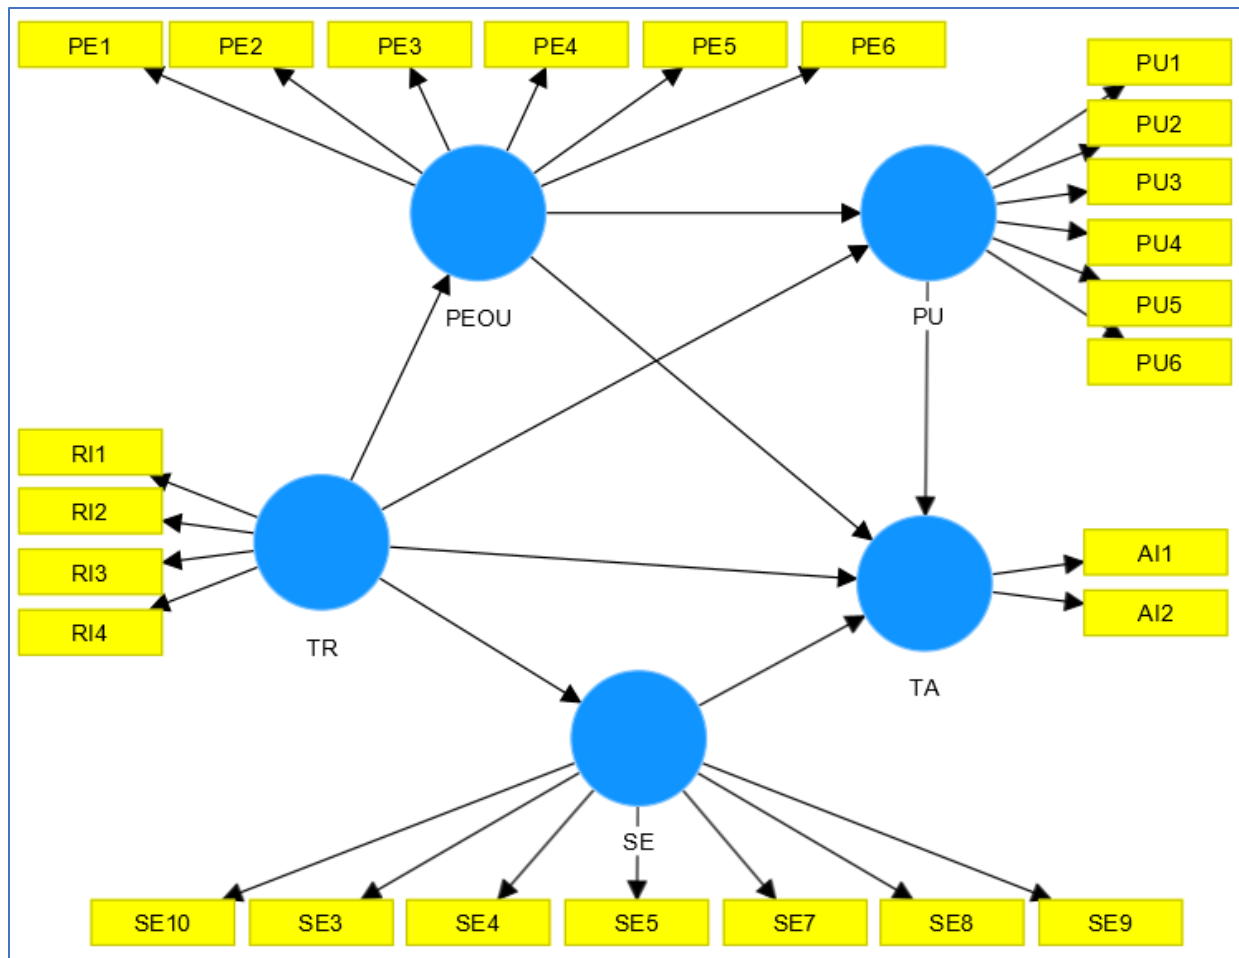 PE1 PE2 PE3 PE4 PE5 PE6
PU1
PU2
PU3
PU4
PU5
PU6
PEOU
PU
RI1
RI2
RI3
RI4
TR
AI1
AI2
TA
SE
SE10 SE3 SE4 SE5 SE7 SE8 SE9